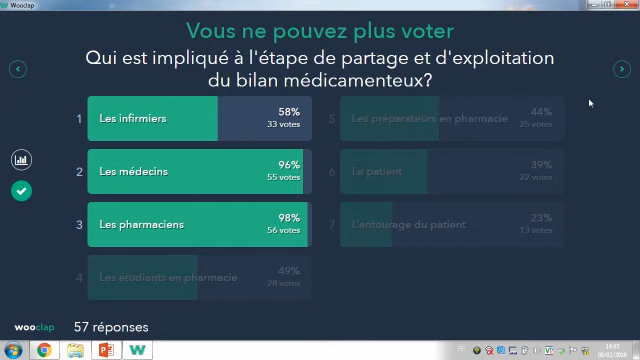 Wooclap
Vous ne pouvez plus voter
Qui est impliqué à l'étape de partage et d'exploitation
du bilan médicamenteux?
1 Les infirmiers 58%
33 votes
2 Les médecins 96%
55 votes
3 Les pharmaciens 98%
56 votes
4 Les étudiants en pharmacie 49%
28 votes
5 Les préparateurs en pharmacie 44%
25 votes
6 Le patient 39%
22 votes
7 L'entourage du patient 23%
13 votes
wooclap 57 réponses
FR